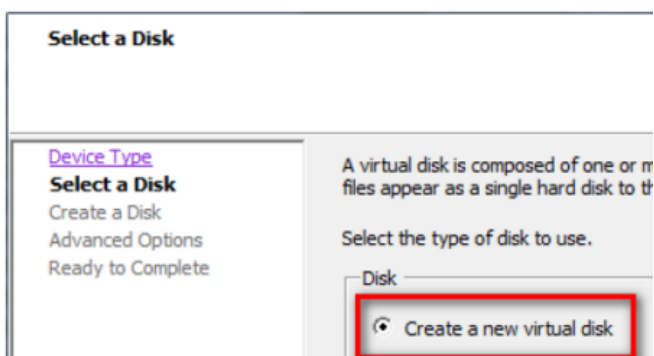 Select a Disk
Device Type
Select a Disk
Create a Disk
Advanced Options
Ready to Complete
A virtual disk is composed of one or
files appear as a single hard disk to
Select the type of disk to use.
Disk
Create a new virtual disk